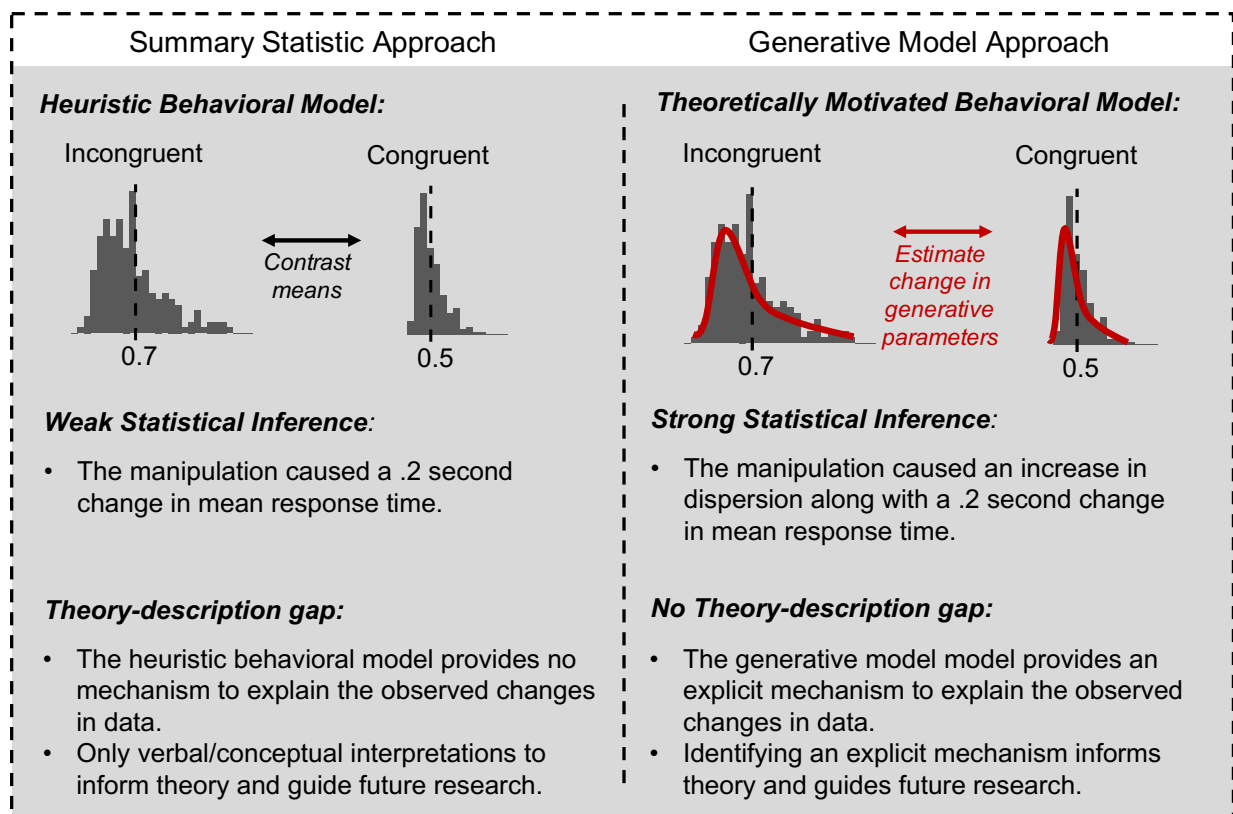 Summary Statistic Approach
Heuristic Behavioral Model:
Incongruent
Congruent
Contrast
means
0.7
0.5
Weak Statistical Inference:
• The manipulation caused a .2 second
change in mean response time.
Theory-description gap:
• The heuristic behavioral model provides no
mechanism to explain the observed changes
in data.
• Only verbal/conceptual interpretations to
inform theory and guide future research.
Generative Model Approach
Theoretically Motivated Behavioral Model:
Incongruent
Congruent
Estimate
change in
generative
parameters
0.7
0.5
Strong Statistical Inference:
• The manipulation caused an increase in
dispersion along with a .2 second change
in mean response time.
No Theory-description gap:
• The generative model model provides an
explicit mechanism to explain the observed
changes in data.
• Identifying an explicit mechanism informs
theory and guides future research.